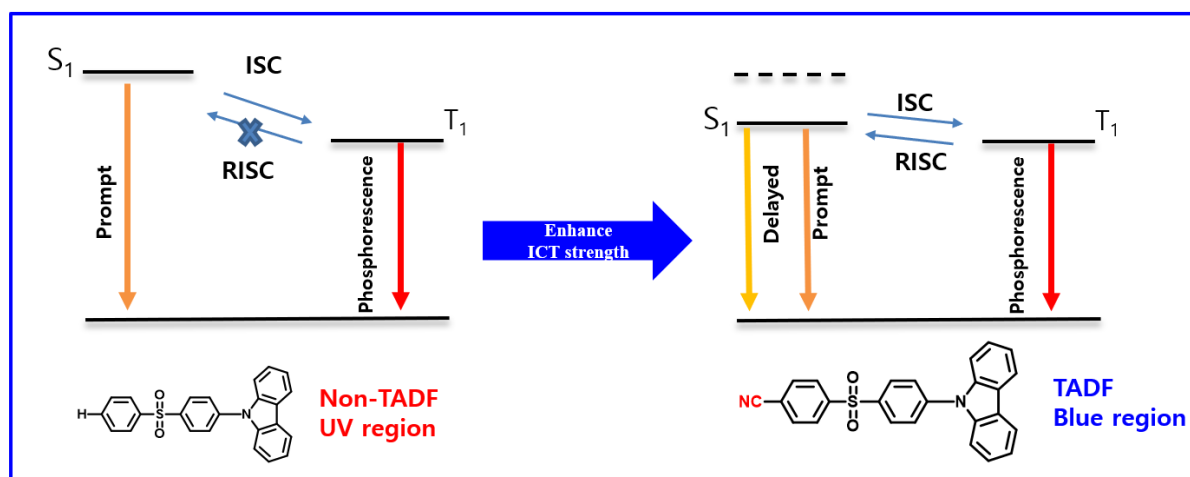 S1
ISC
RISC
T1
Prompt
Phosphorescence
Enhance
ICT strength
S1
ISC
RISC
T1
Delayed
Prompt
Phosphorescence
H
O
S
O
N
Non-TADF
UV region
NC
O
S
O
N
TADF
Blue region